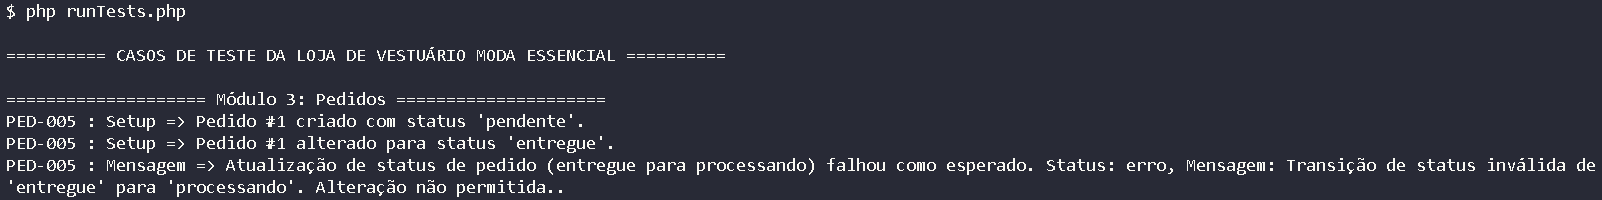 $ php runTests.php
========== CASOS DE TESTE DA LOJA DE VESTUÁRIO MODA ESSENCIAL ==========
==================== Módulo 3: Pedidos =====================
PED-005 : Setup => Pedido #1 criado com status 'pendente'.
PED-005 : Setup => Pedido #1 alterado para status 'entregue'.
PED-005 : Mensagem => Atualização de status de pedido (entregue para processando) falhou como esperado. Status: erro, Mensagem: Transição de status inválida de
'entregue' para 'processando'. Alteração não permitida..